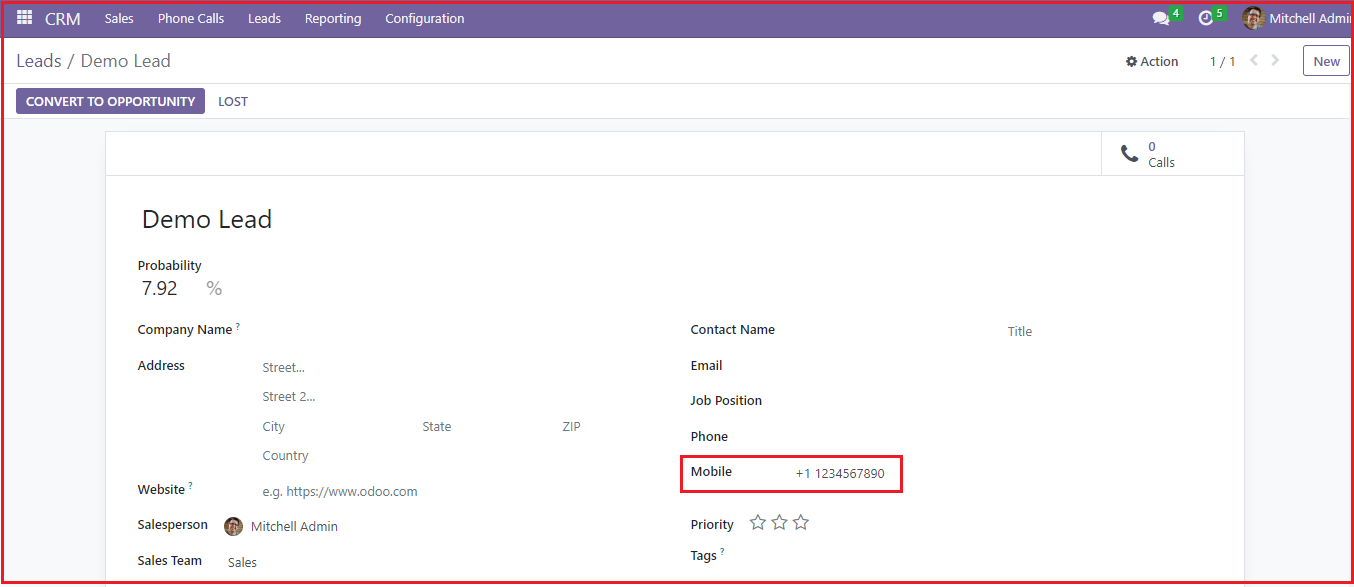 CRM Sales Phone Calls Leads Reporting Configuration 4 5 Mitchell Admi
Leads / Demo Lead Action 1 / 1 New
CONVERT TO OPPORTUNITY LOST
0
Calls
Demo Lead
Probability
7.92 %
Company Name ? Contact Name Title
Address Street... Email
Street 2...
Job Position
City State ZIP
Phone
Country
Mobile +1 1234567890
Website ? e.g. https://www.odoo.com
Salesperson Mitchell Admin Priority
Tags ?
Sales Team Sales